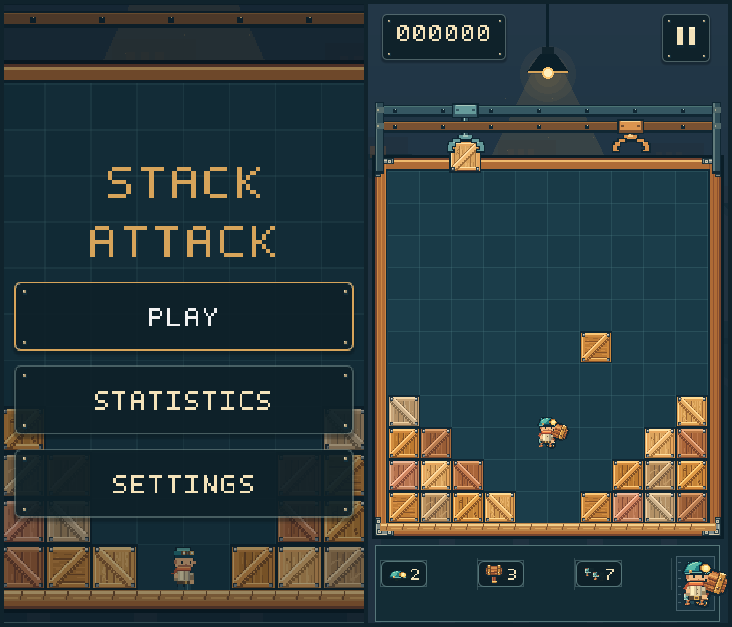 STACK
ATTACK
PLAY
STATISTICS
SETTINGS
000000
2
3
7